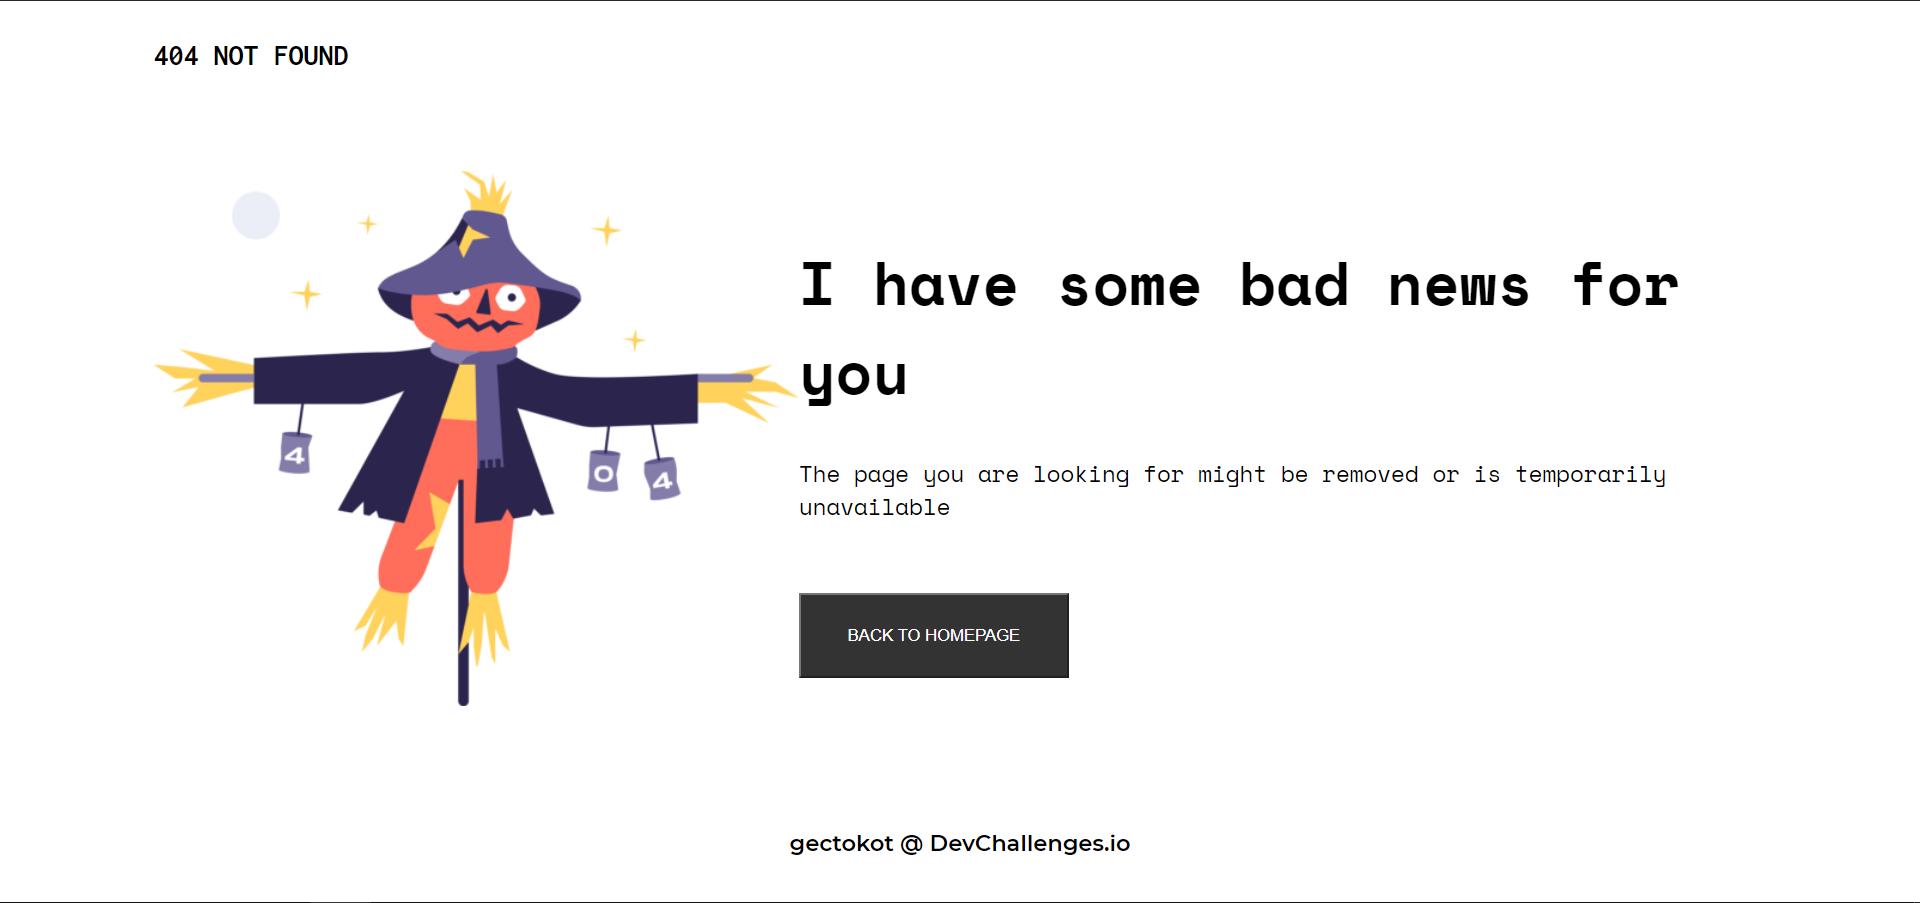 404 NOT FOUND
I have some bad news for
you
4
0
4
The page you are looking for might be removed or is temporarily
unavailable
BACK TO HOMEPAGE
gectokot @ DevChallenges.io